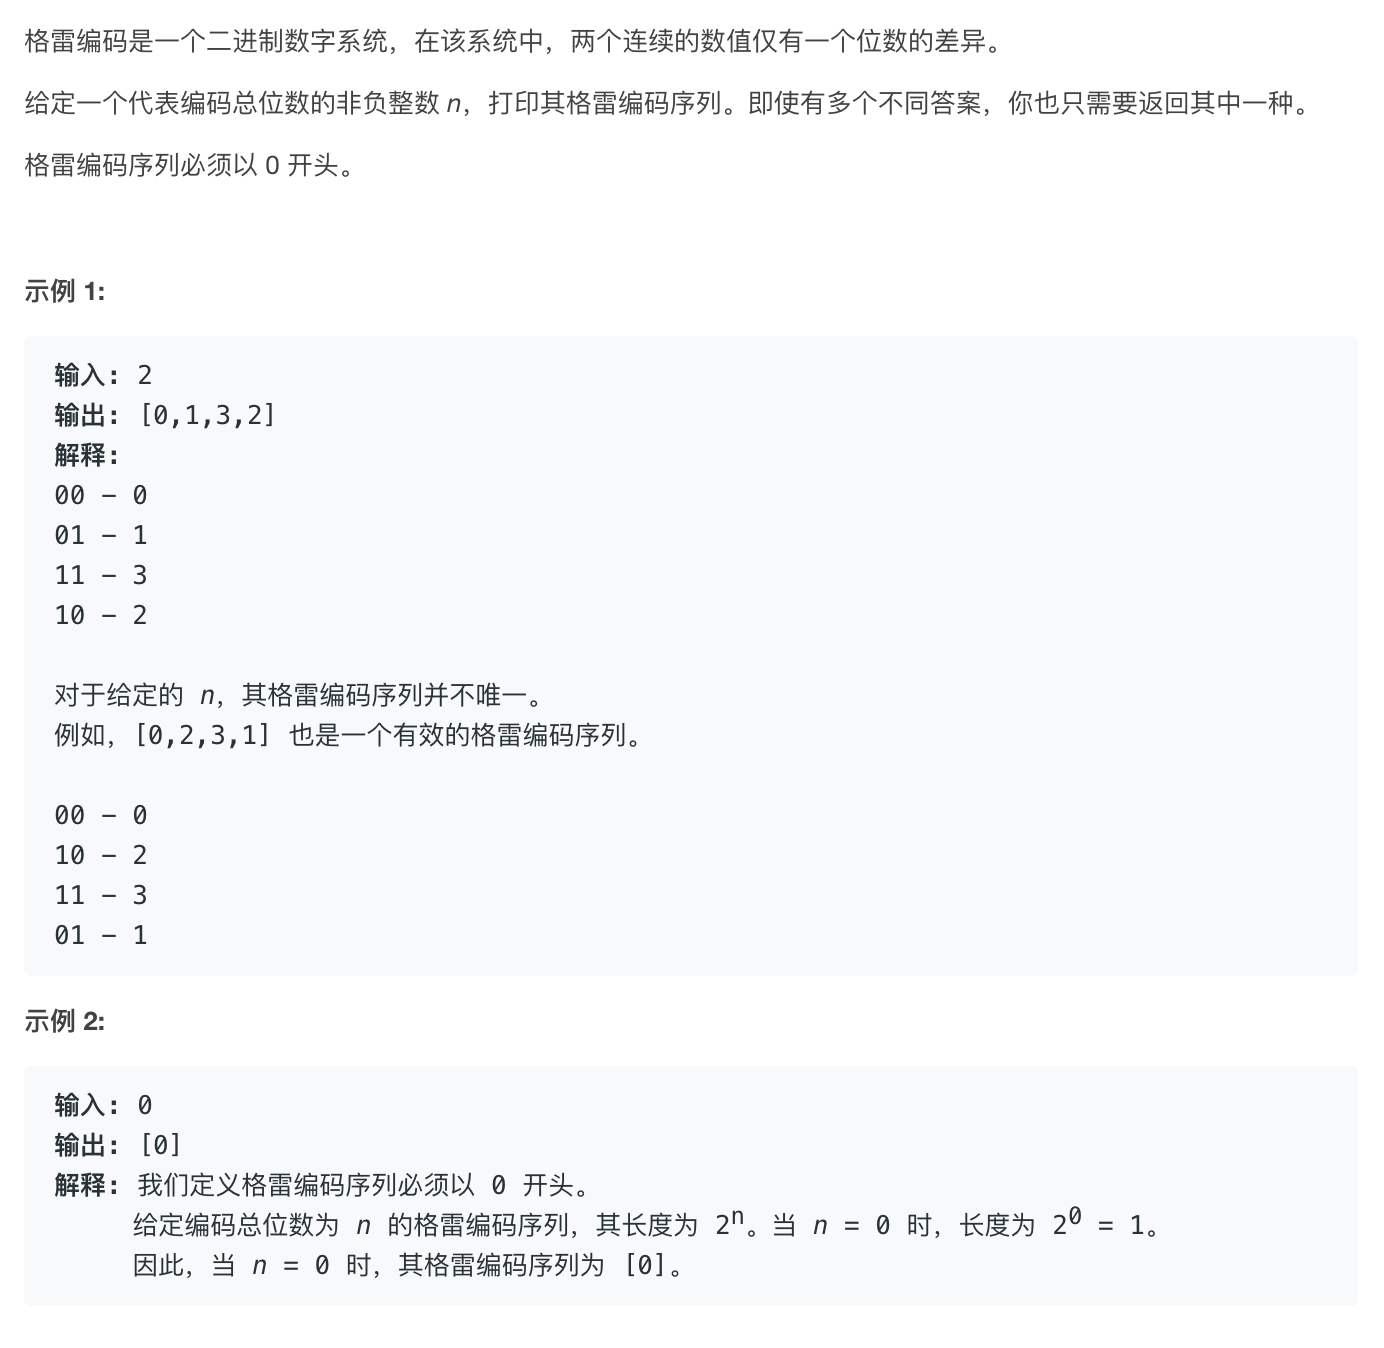 格雷编码是一个二进制数字系统，在该系统中，两个连续的数值仅有一个位数的差异。
给定一个代表编码总位数的非负整数 n，打印其格雷编码序列。即使有多个不同答案，你也只需要返回其中一种。
格雷编码序列必须以 0 开头。
示例 1:
输入: 2
输出: [0,1,3,2]
解释:
00 - 0
01 - 1
11 - 3
10 - 2
对于给定的 n，其格雷编码序列并不唯一。
例如，[0,2,3,1] 也是一个有效的格雷编码序列。
00 - 0
10 - 2
11 - 3
01 - 1
示例 2:
输入: 0
输出: [0]
解释: 我们定义格雷编码序列必须以 0 开头。
给定编码总位数为 n 的格雷编码序列，其长度为 2ⁿ。当 n = 0 时，长度为 2⁰ = 1。
因此，当 n = 0 时，其格雷编码序列为 [0]。